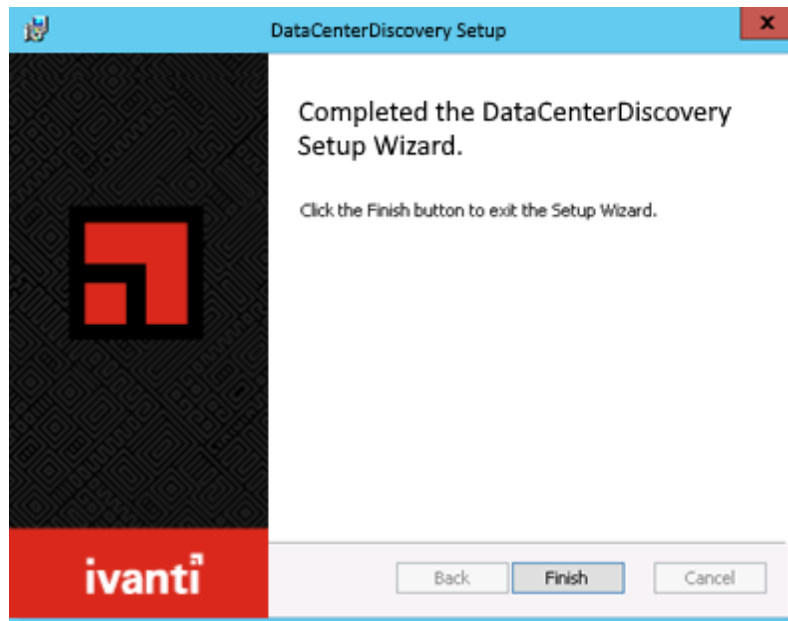 DataCenterDiscovery Setup
x
Completed the DataCenterDiscovery
Setup Wizard.
Click the Finish button to exit the Setup Wizard.
ivanti
Back Finish Cancel